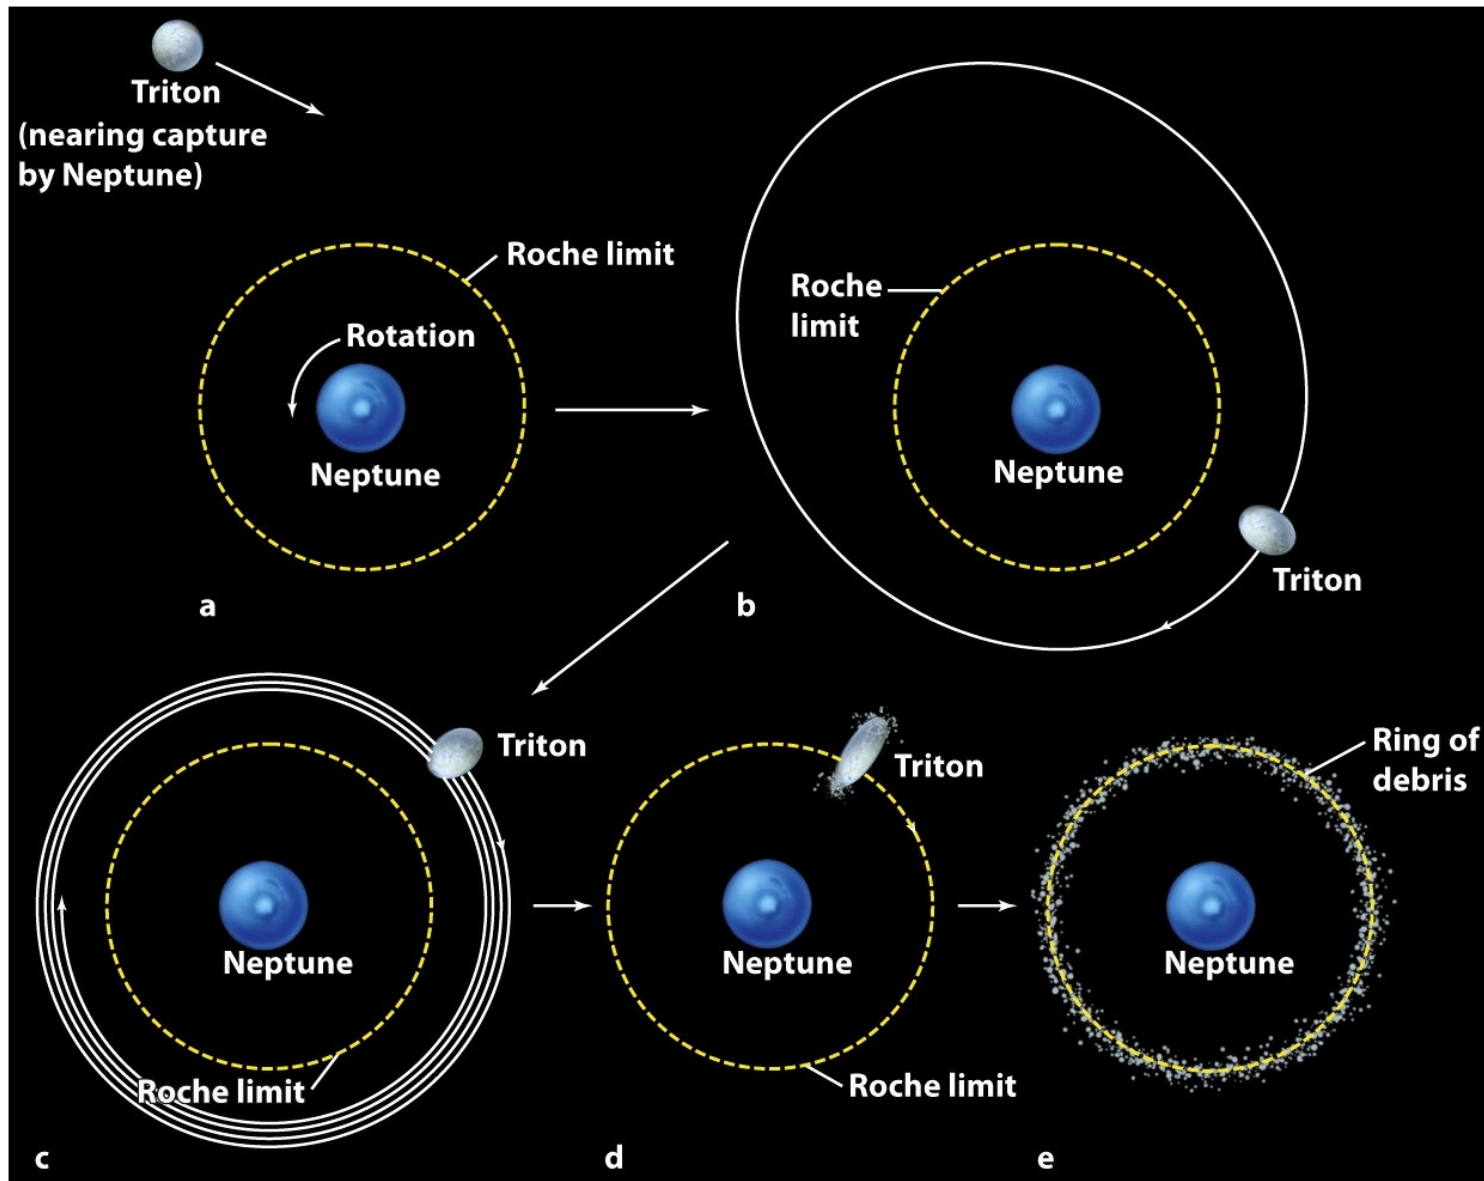 Triton
(nearing capture
by Neptune)
Roche limit
Rotation
Neptune
a
Roche
limit
Neptune
Triton
b
Triton
Neptune
Roche limit
c
Triton
Neptune
Roche limit
d
Ring of
debris
Neptune
e